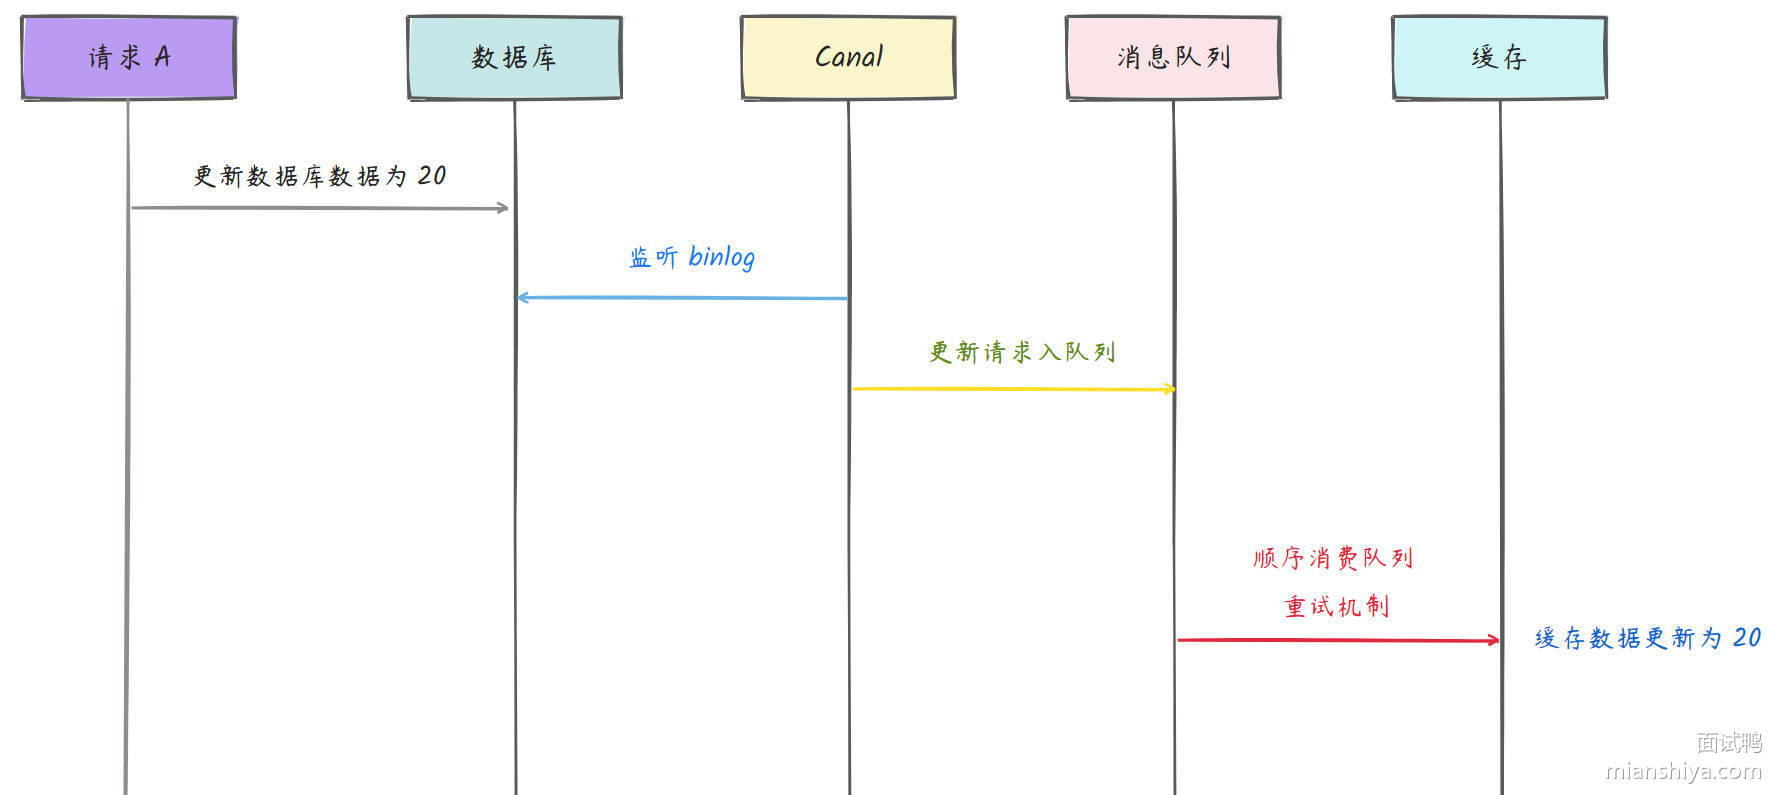 请求 A
数据库
Canal
消息队列
缓存
更新数据库数据为 20
监听 binlog
更新请求入队列
顺序消费队列
重试机制
缓存数据更新为 20
面试鸭
mianshiya.com